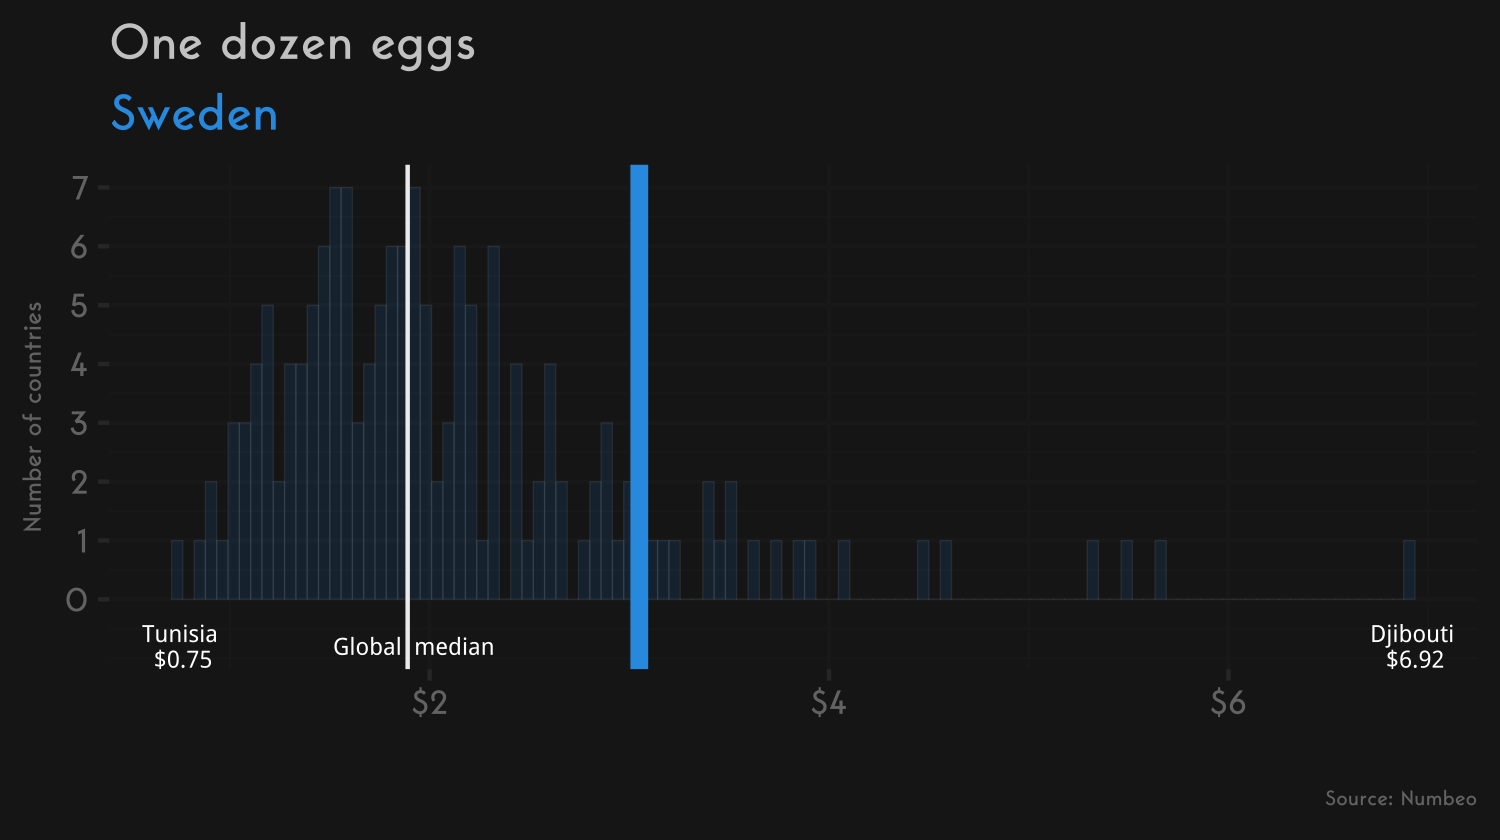 One dozen eggs
Sweden
Number of countries
7
6
5
4
3
2
1
0
Tunisia
$0.75
Global median
Djibouti
$6.92
$2 $4 $6
Source: Numbeo